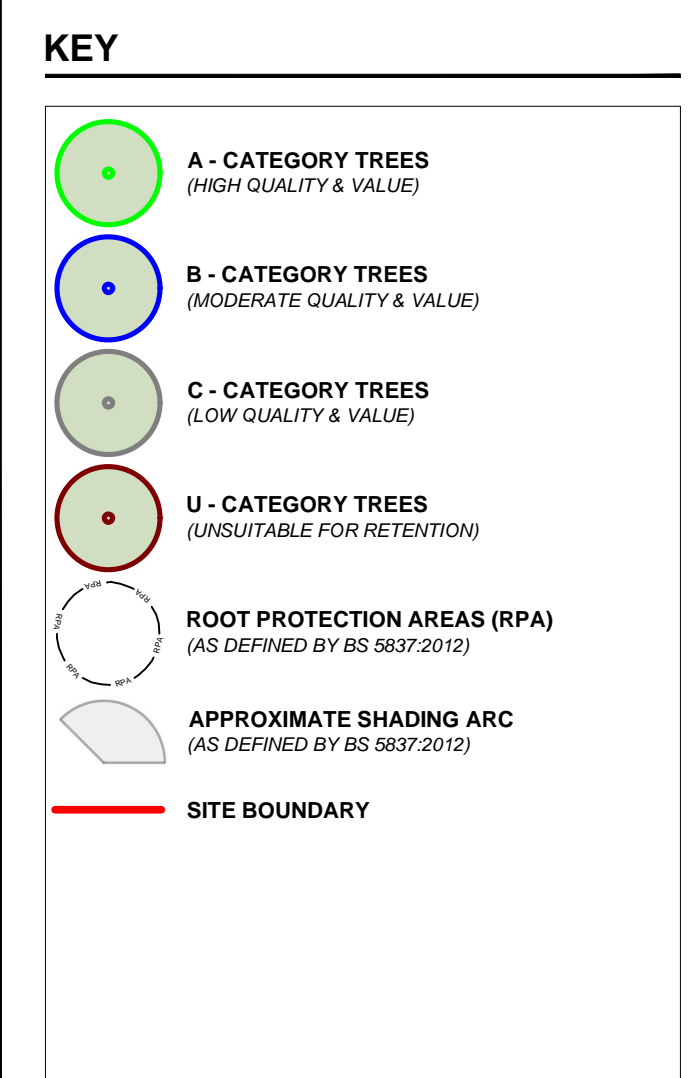 KEY
A - CATEGORY TREES
(HIGH QUALITY & VALUE)
B - CATEGORY TREES
(MODERATE QUALITY & VALUE)
C - CATEGORY TREES
(LOW QUALITY & VALUE)
U - CATEGORY TREES
(UNSUITABLE FOR RETENTION)
RPA
RPA
RPA
RPA
RPA
RPA
ROOT PROTECTION AREAS (RPA)
(AS DEFINED BY BS 5837:2012)
APPROXIMATE SHADING ARC
(AS DEFINED BY BS 5837:2012)
SITE BOUNDARY